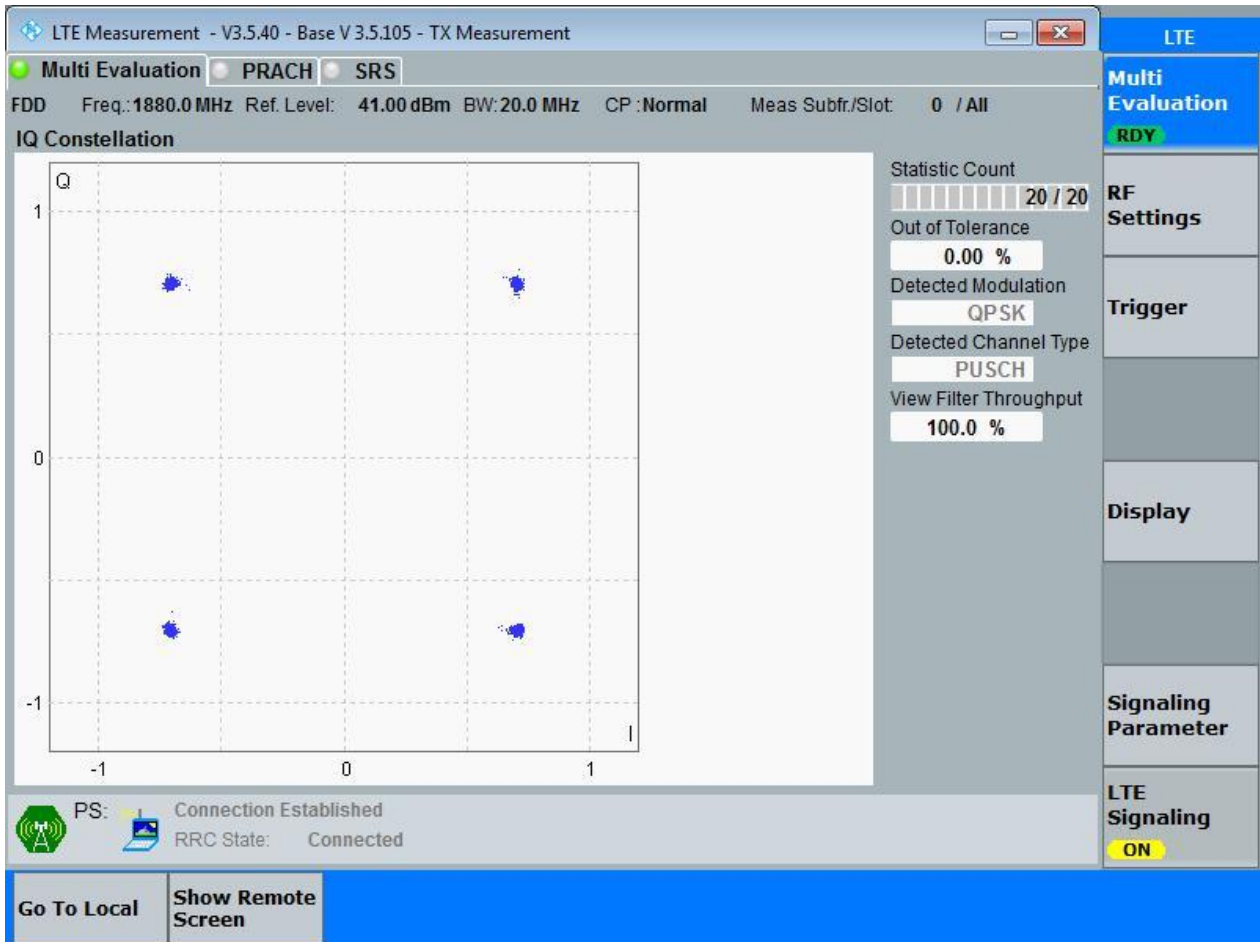 LTE Measurement - V3.5.40 - Base V 3.5.105 - TX Measurement
LTE
Multi Evaluation PRACH SRS
FDD Freq.: 1880.0 MHz Ref. Level: 41.00 dBm BW: 20.0 MHz CP : Normal Meas Subfr./Slot: 0 / All
IQ Constellation
Q
1
0
-1
I
-1 0 1
Statistic Count
20 / 20
Out of Tolerance
0.00 %
Detected Modulation
QPSK
Detected Channel Type
PUSCH
View Filter Throughput
100.0 %
Multi
Evaluation
RDY
RF
Settings
Trigger
Display
Signaling
Parameter
LTE
Signaling
ON
PS: Connection Established
RRC State: Connected
Go To Local
Show Remote
Screen